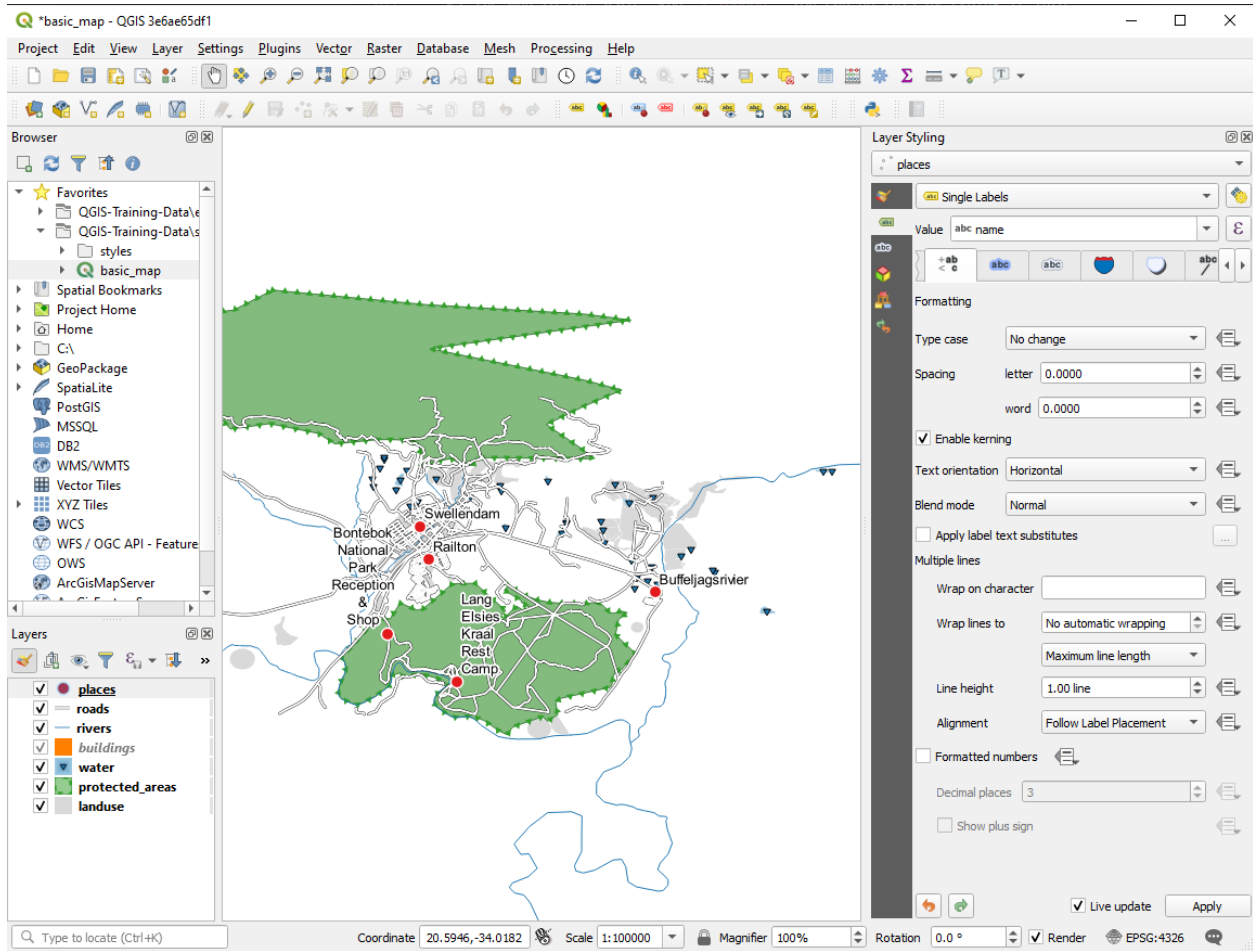 *basic_map - QGIS 3e6ae65df1
Project Edit View Layer Settings Plugins Vector Raster Database Mesh Processing Help
Browser
Favorites
QGIS-Training-Data\e
QGIS-Training-Data\s
styles
basic_map
Spatial Bookmarks
Project Home
Home
C:\
GeoPackage
SpatiaLite
PostGIS
MSSQL
DB2
WMS/WMTS
Vector Tiles
XYZ Tiles
WCS
WFS / OGC API - Feature
OWS
ArcGisMapServer
Layers
places
roads
rivers
buildings
water
protected_areas
landuse
Swellendam
Bontebok
National
Park
Reception
&
Shop
Railton
Buffeljagsrivier
Lang
Elsies
Kraal
Rest
Camp
Layer Styling
places
Single Labels
Value abc name
Formatting
Type case No change
Spacing letter 0.0000
word 0.0000
Enable kerning
Text orientation Horizontal
Blend mode Normal
Apply label text substitutes ...
Multiple lines
Wrap on character
Wrap lines to No automatic wrapping
Maximum line length
Line height 1.00 line
Alignment Follow Label Placement
Formatted numbers
Decimal places 3
Show plus sign
Live update Apply
Type to locate (Ctrl+K) Coordinate 20.5946,-34.0182 Scale 1:100000 Magnifier 100% Rotation 0.0 ° Render EPSG:4326